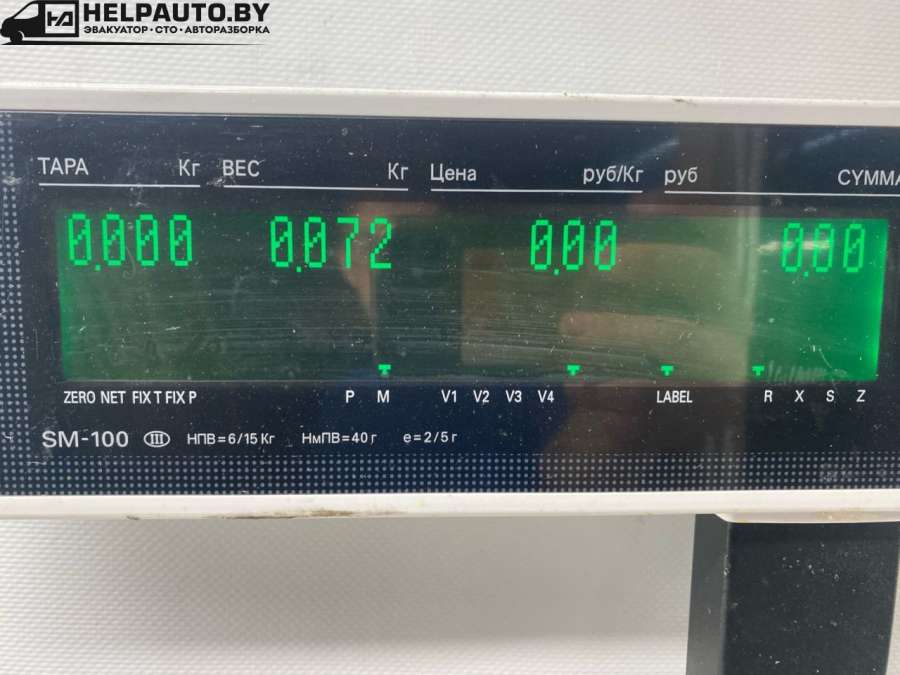 HELPAUTO.BY
ЭВАКУАТОР • СТО • АВТОРАЗБОРКА
ТАРА Кг ВЕС Кг Цена руб/Кг руб СУММА
0.000 0.072 0.00 0.00
ZERO NET FIX T FIX P P M V1 V2 V3 V4 LABEL R X S Z
SM-100 III НПВ=6/15 Кг НмПВ=40 г e=2/5 г